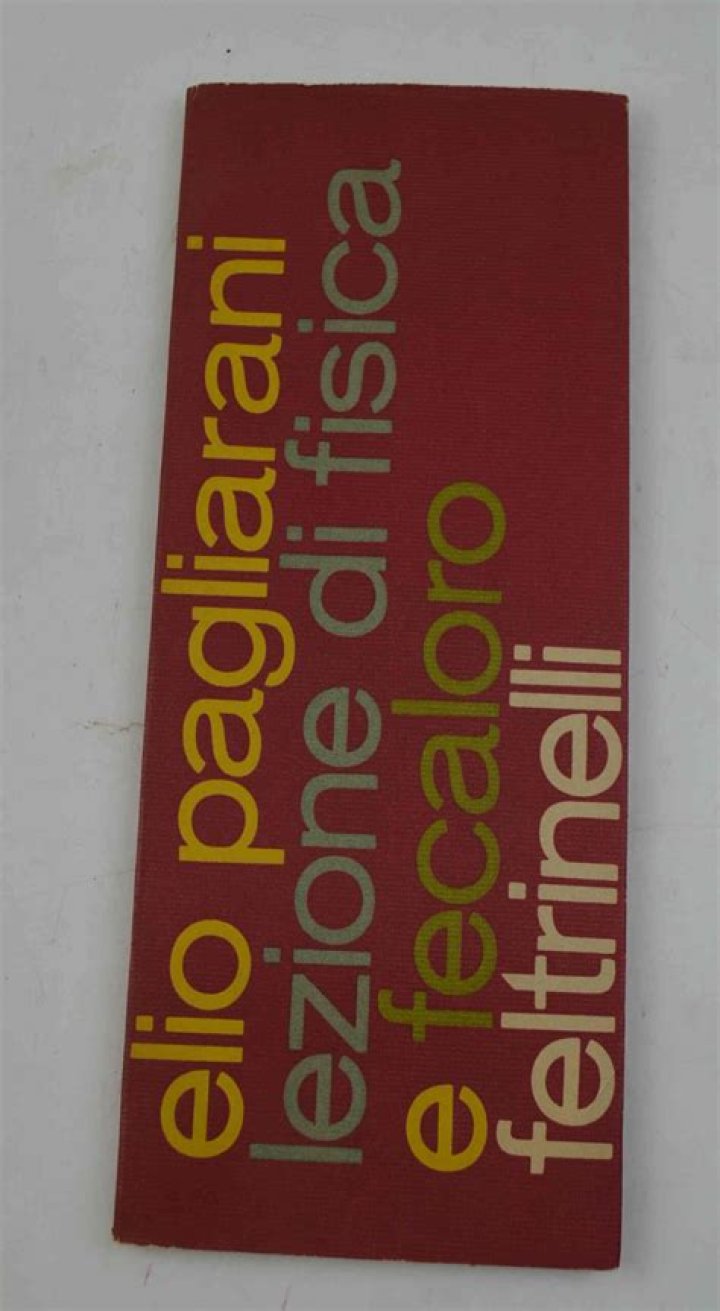 elio pagliarani
lezione di fisica
e fecaloro
feltrinelli